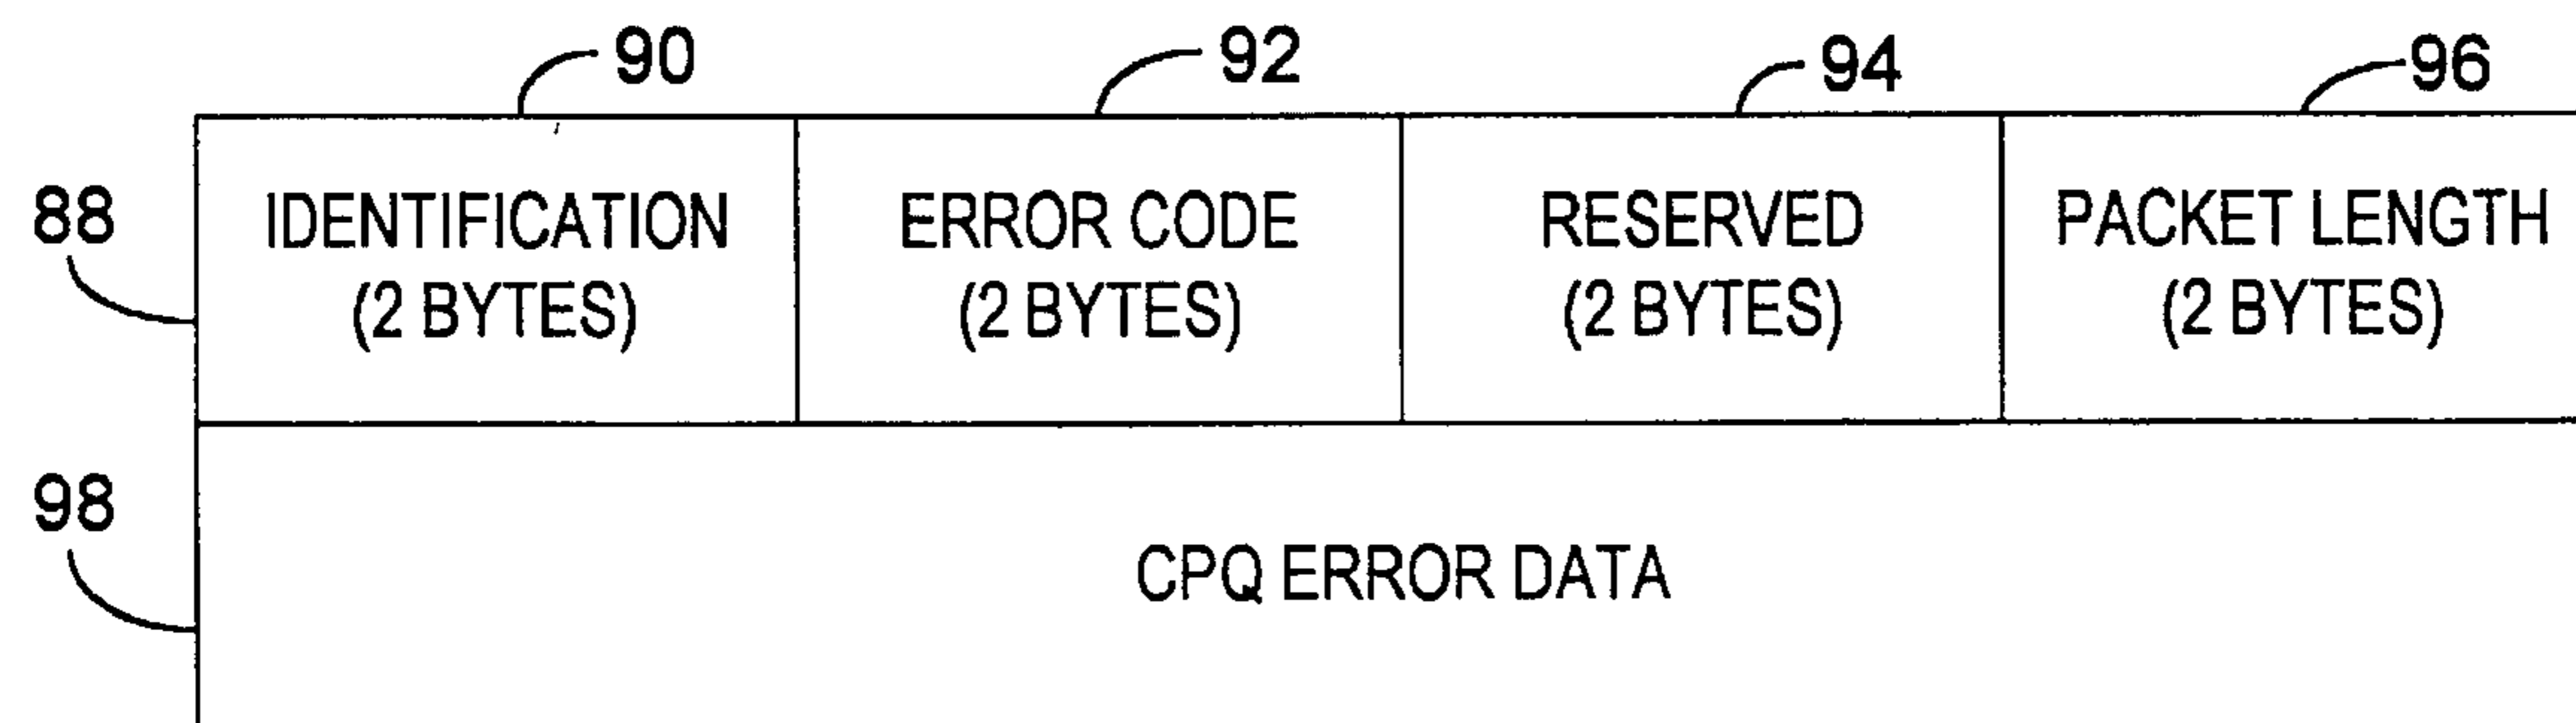 90 92 94 96
88
IDENTIFICATION ERROR CODE RESERVED PACKET LENGTH
(2 BYTES) (2 BYTES) (2 BYTES) (2 BYTES)
98
CPQ ERROR DATA